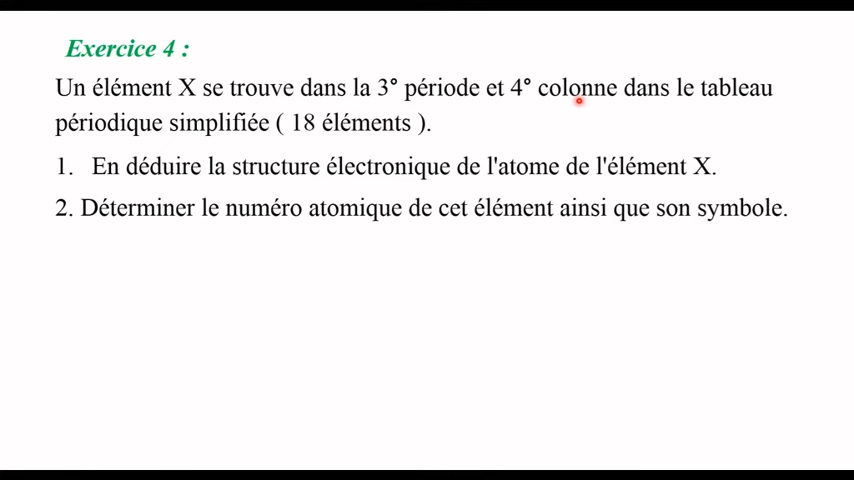 Exercice 4 :
Un élément X se trouve dans la 3° période et 4° colonne dans le tableau
périodique simplifiée ( 18 éléments ).
1. En déduire la structure électronique de l'atome de l'élément X.
2. Déterminer le numéro atomique de cet élément ainsi que son symbole.